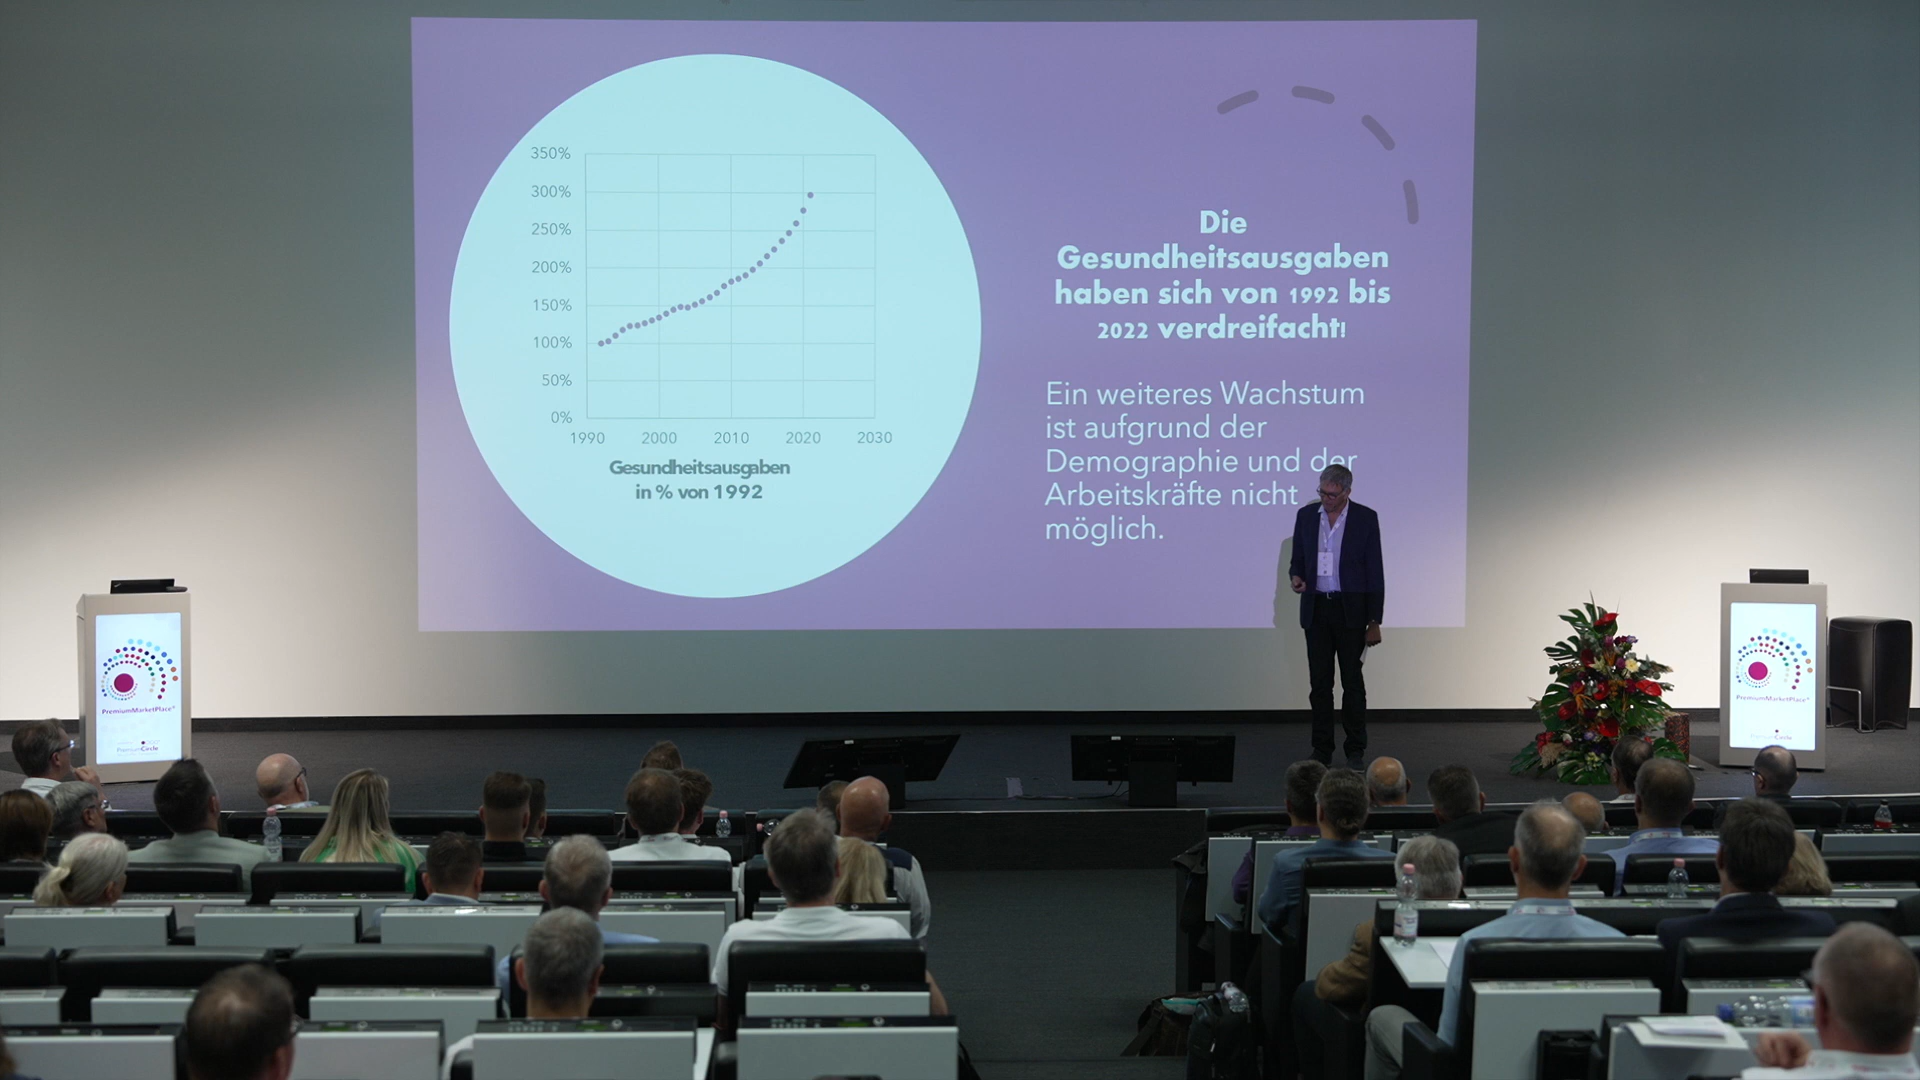 350%
300%
250%
200%
150%
100%
50%
0%
1990 2000 2010 2020 2030
Gesundheitsausgaben
in % von 1992
Die
Gesundheitsausgaben
haben sich von 1992 bis
2022 verdreifacht!
Ein weiteres Wachstum
ist aufgrund der
Demographie und der
Arbeitskräfte nicht
möglich.
PremiumMarketPlace®
PremiumCircle
PremiumMarketPlace®
PremiumCircle